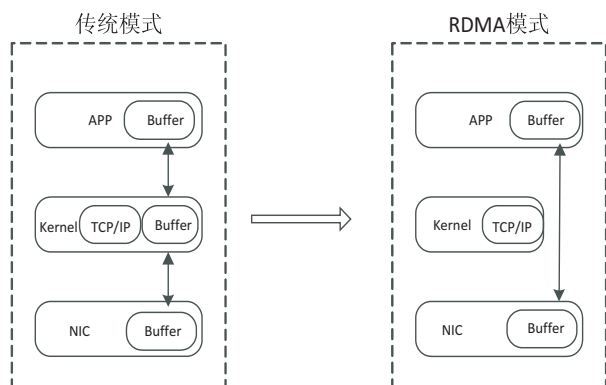 传统模式
APP Buffer
Kernel TCP/IP Buffer
NIC Buffer
RDMA模式
APP Buffer
Kernel TCP/IP
NIC Buffer